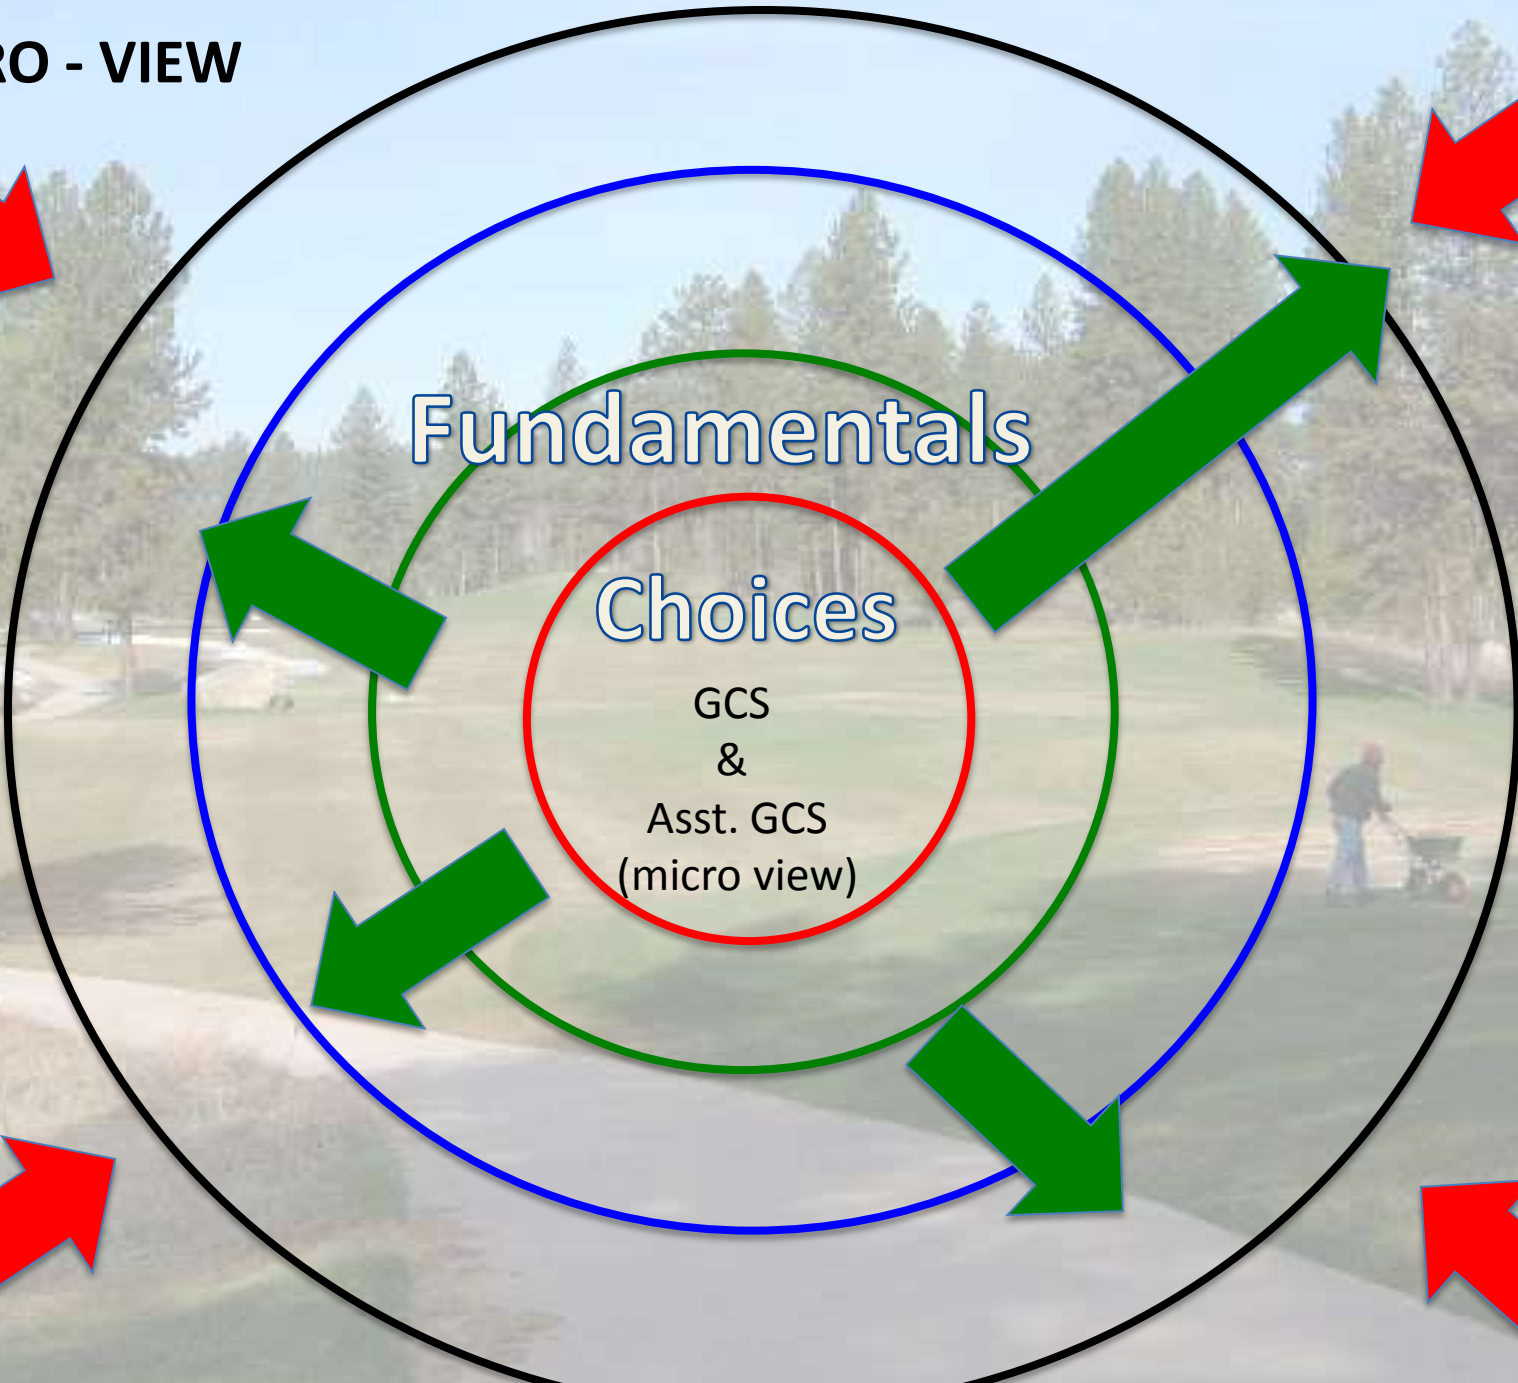 RO - VIEW
Fundamentals
Choices
GCS
&
Asst. GCS
(micro view)